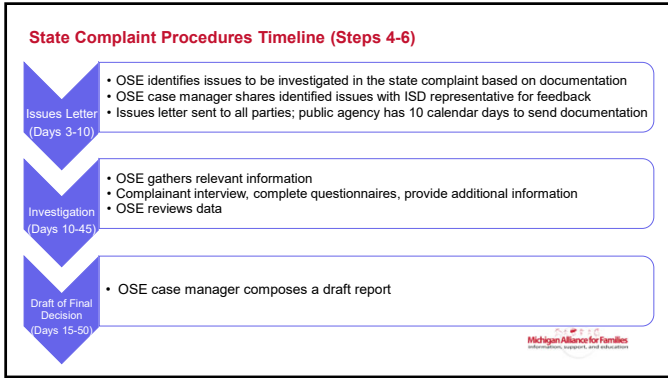 State Complaint Procedures Timeline (Steps 4-6)
Issues Letter
(Days 3-10)
• OSE identifies issues to be investigated in the state complaint based on documentation
• OSE case manager shares identified issues with ISD representative for feedback
• Issues letter sent to all parties; public agency has 10 calendar days to send documentation
Investigation
(Days 10-45)
• OSE gathers relevant information
• Complainant interview, complete questionnaires, provide additional information
• OSE reviews data
Draft of Final
Decision
(Days 15-50)
• OSE case manager composes a draft report
Michigan Alliance for Families
information, support, and education